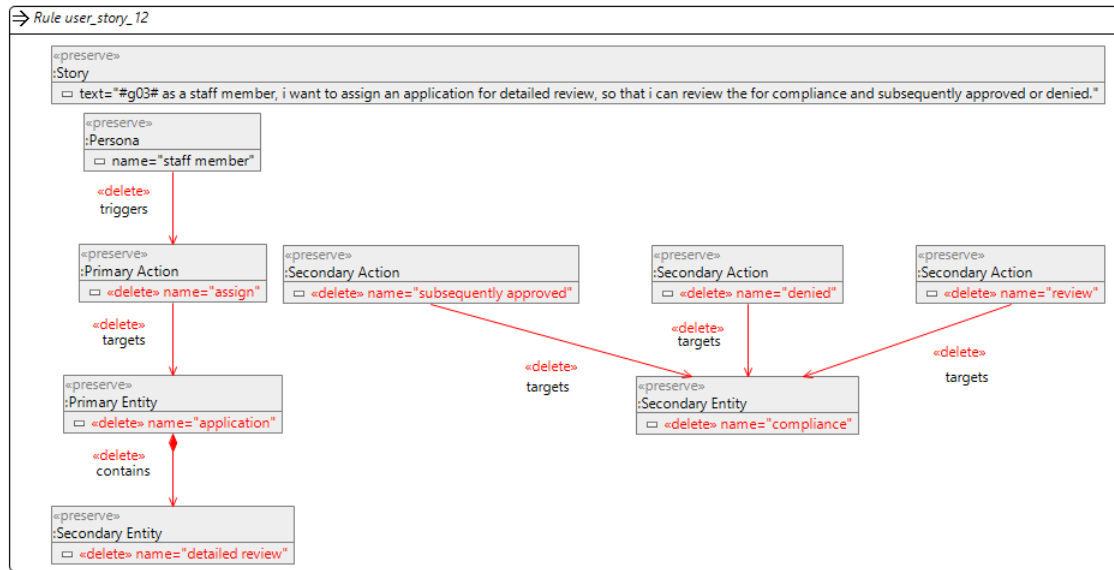 Rule user_story_12
«preserve»
:Story
text="#g03# as a staff member, i want to assign an application for detailed review, so that i can review the for compliance and subsequently approved or denied."
«preserve»
:Persona
name="staff member"
«delete»
triggers
«preserve»
:Primary Action
«delete» name="assign"
«preserve»
:Secondary Action
«delete» name="subsequently approved"
«preserve»
:Secondary Action
«delete» name="denied"
«preserve»
:Secondary Action
«delete» name="review"
«delete»
targets
«delete»
targets
«delete»
targets
«delete»
targets
«preserve»
:Primary Entity
«delete» name="application"
«preserve»
:Secondary Entity
«delete» name="compliance"
«delete»
contains
«preserve»
:Secondary Entity
«delete» name="detailed review"